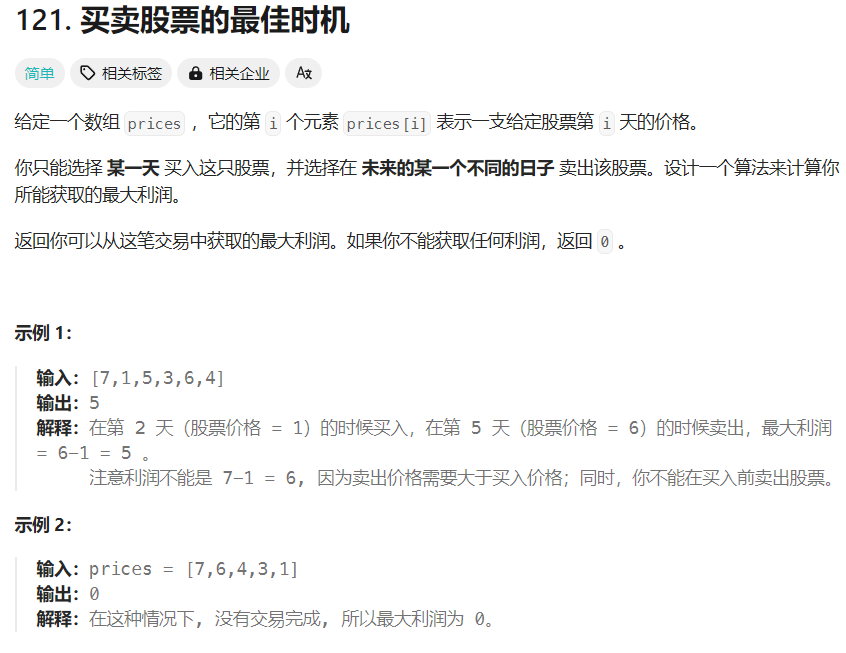 121. 买卖股票的最佳时机
简单 相关标签 相关企业 Aあ
给定一个数组 prices ，它的第 i 个元素 prices[i] 表示一支给定股票第 i 天的价格。
你只能选择 某一天 买入这只股票，并选择在 未来的某一个不同的日子 卖出该股票。设计一个算法来计算你
所能获取的最大利润。
返回你可以从这笔交易中获取的最大利润。如果你不能获取任何利润，返回 0 。
示例 1：
输入：[7,1,5,3,6,4]
输出：5
解释：在第 2 天（股票价格 = 1）的时候买入，在第 5 天（股票价格 = 6）的时候卖出，最大利润
= 6-1 = 5 。
注意利润不能是 7-1 = 6, 因为卖出价格需要大于买入价格；同时，你不能在买入前卖出股票。
示例 2：
输入：prices = [7,6,4,3,1]
输出：0
解释：在这种情况下, 没有交易完成, 所以最大利润为 0。